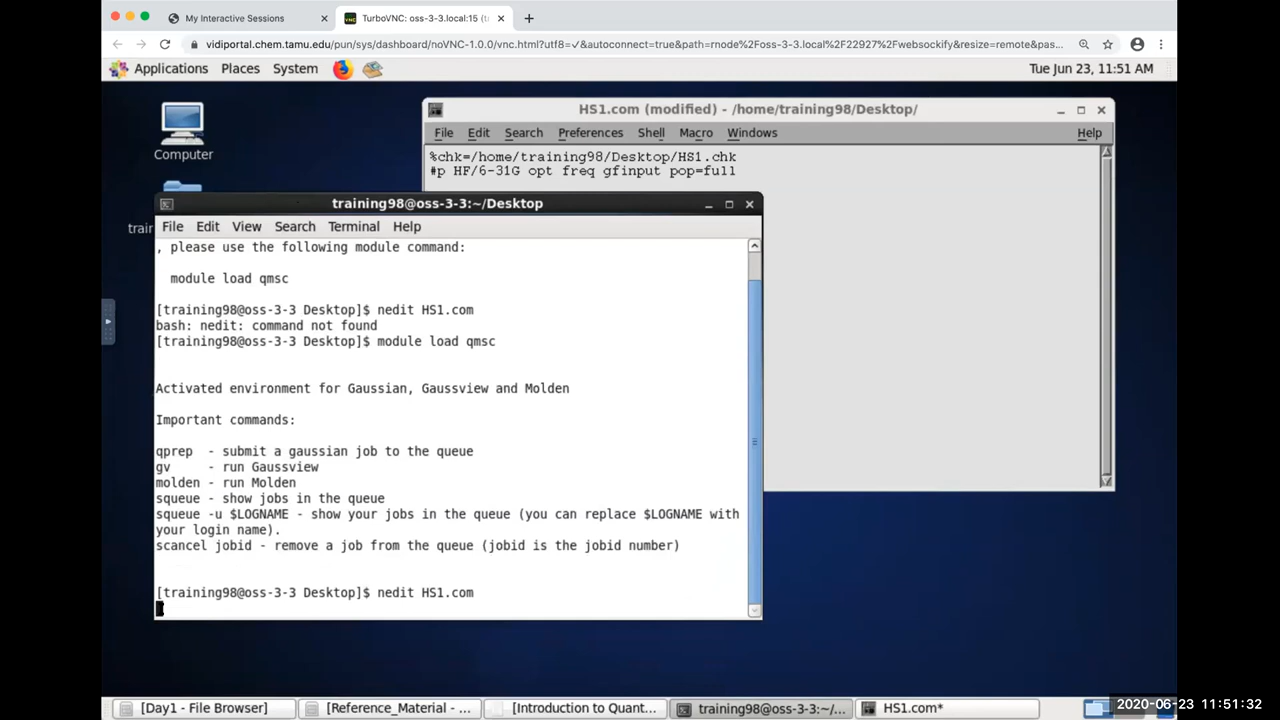 My Interactive Sessions
TurboVNC: oss-3-3.local:15 (t
vidiportal.chem.tamu.edu/pun/sys/dashboard/noVNC-1.0.0/vnc.html?utf8=✓&autoconnect=true&path=rnode%2Foss-3-3.local%2F22927%2Fwebsockify&resize=remote&pas...
Applications Places System
Tue Jun 23, 11:51 AM
Computer
HS1.com (modified) - /home/training98/Desktop/
File Edit Search Preferences Shell Macro Windows Help
%chk=/home/training98/Desktop/HS1.chk
#p HF/6-31G opt freq gfinput pop=full
train
training98@oss-3-3:~/Desktop
File Edit View Search Terminal Help
, please use the following module command:
module load qmsc
[training98@oss-3-3 Desktop]$ nedit HS1.com
bash: nedit: command not found
[training98@oss-3-3 Desktop]$ module load qmsc
Activated environment for Gaussian, Gaussview and Molden
Important commands:
qprep - submit a gaussian job to the queue
gv - run Gaussview
molden - run Molden
squeue - show jobs in the queue
squeue -u $LOGNAME - show your jobs in the queue (you can replace $LOGNAME with
your login name).
scancel jobid - remove a job from the queue (jobid is the jobid number)
[training98@oss-3-3 Desktop]$ nedit HS1.com
[Day1 - File Browser]
[Reference_Material - ...
[Introduction to Quant...
training98@oss-3-3:~/...
HS1.com*
2020-06-23 11:51:32